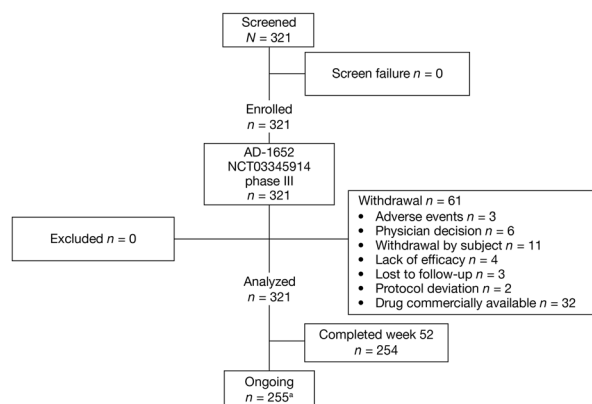 Screened
N = 321
Screen failure n = 0
Enrolled
n = 321
AD-1652
NCT03345914
phase III
n = 321
Withdrawal n = 61
• Adverse events n = 3
• Physician decision n = 6
• Withdrawal by subject n = 11
• Lack of efficacy n = 4
• Lost to follow-up n = 3
• Protocol deviation n = 2
• Drug commercially available n = 32
Excluded n = 0
Analyzed
n = 321
Completed week 52
n = 254
Ongoing
n = 255ᵃ